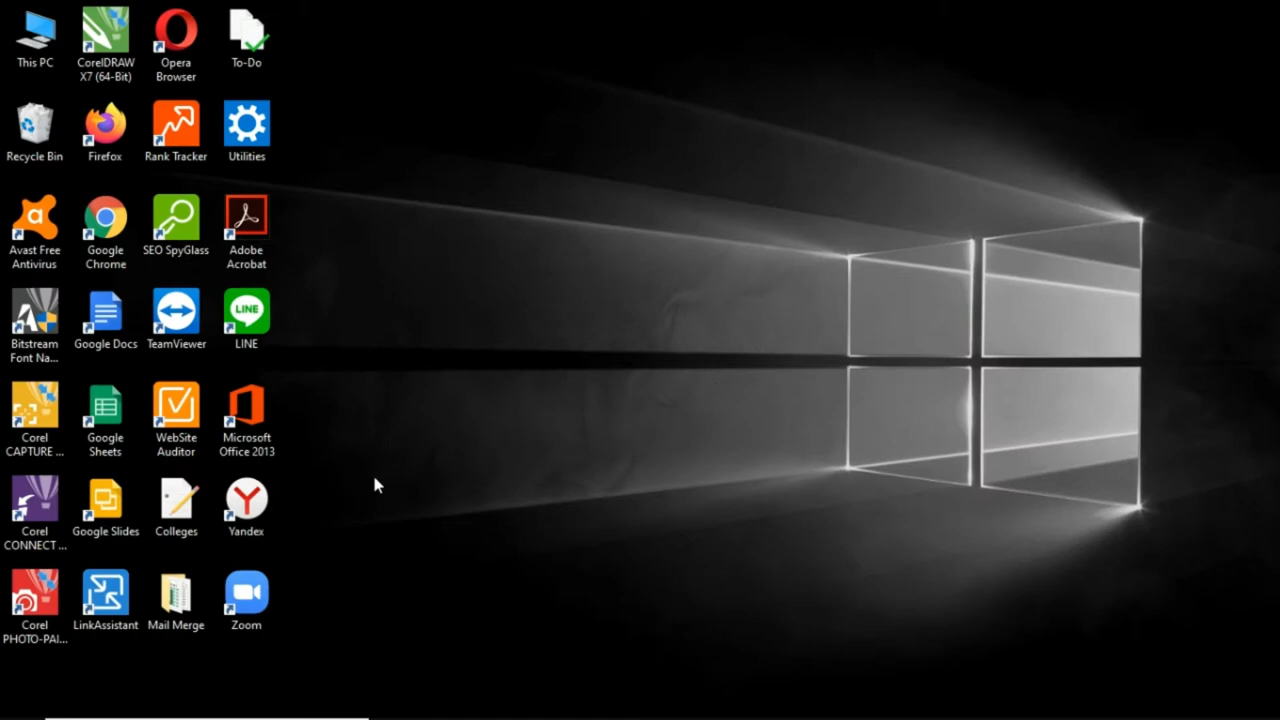 This PC
CorelDRAW
X7 (64-Bit)
Opera
Browser
To-Do
Recycle Bin
Firefox
Rank Tracker
Utilities
Avast Free
Antivirus
Google
Chrome
SEO SpyGlass
Adobe
Acrobat
Bitstream
Font Na...
Google Docs
TeamViewer
LINE
LINE
Corel
CAPTURE ...
Google
Sheets
WebSite
Auditor
Microsoft
Office 2013
Corel
CONNECT ...
Google Slides
Colleges
Yandex
Corel
PHOTO-PAI...
LinkAssistant
Mail Merge
Zoom